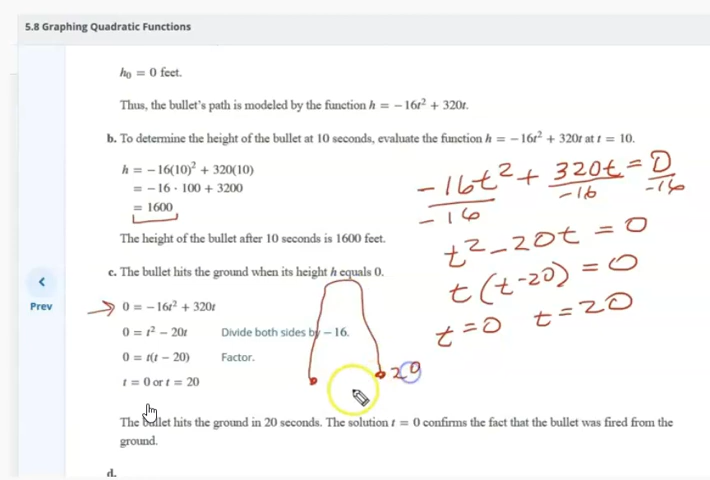 5.8 Graphing Quadratic Functions
h₀ = 0 feet.
Thus, the bullet's path is modeled by the function h = −16t² + 320t.
b. To determine the height of the bullet at 10 seconds, evaluate the function h = −16t² + 320t at t = 10.
h = −16(10)² + 320(10)
= −16 · 100 + 3200
= 1600
The height of the bullet after 10 seconds is 1600 feet.
c. The bullet hits the ground when its height h equals 0.
Prev
0 = −16t² + 320t
0 = t² − 20t Divide both sides by − 16.
0 = t(t − 20) Factor.
t = 0 or t = 20
The bullet hits the ground in 20 seconds. The solution t = 0 confirms the fact that the bullet was fired from the
ground.
d.
-16t² + 320t = 0
-16 -16 -16
t² - 20t = 0
t (t-20) = 0
t = 0 t = 20
20